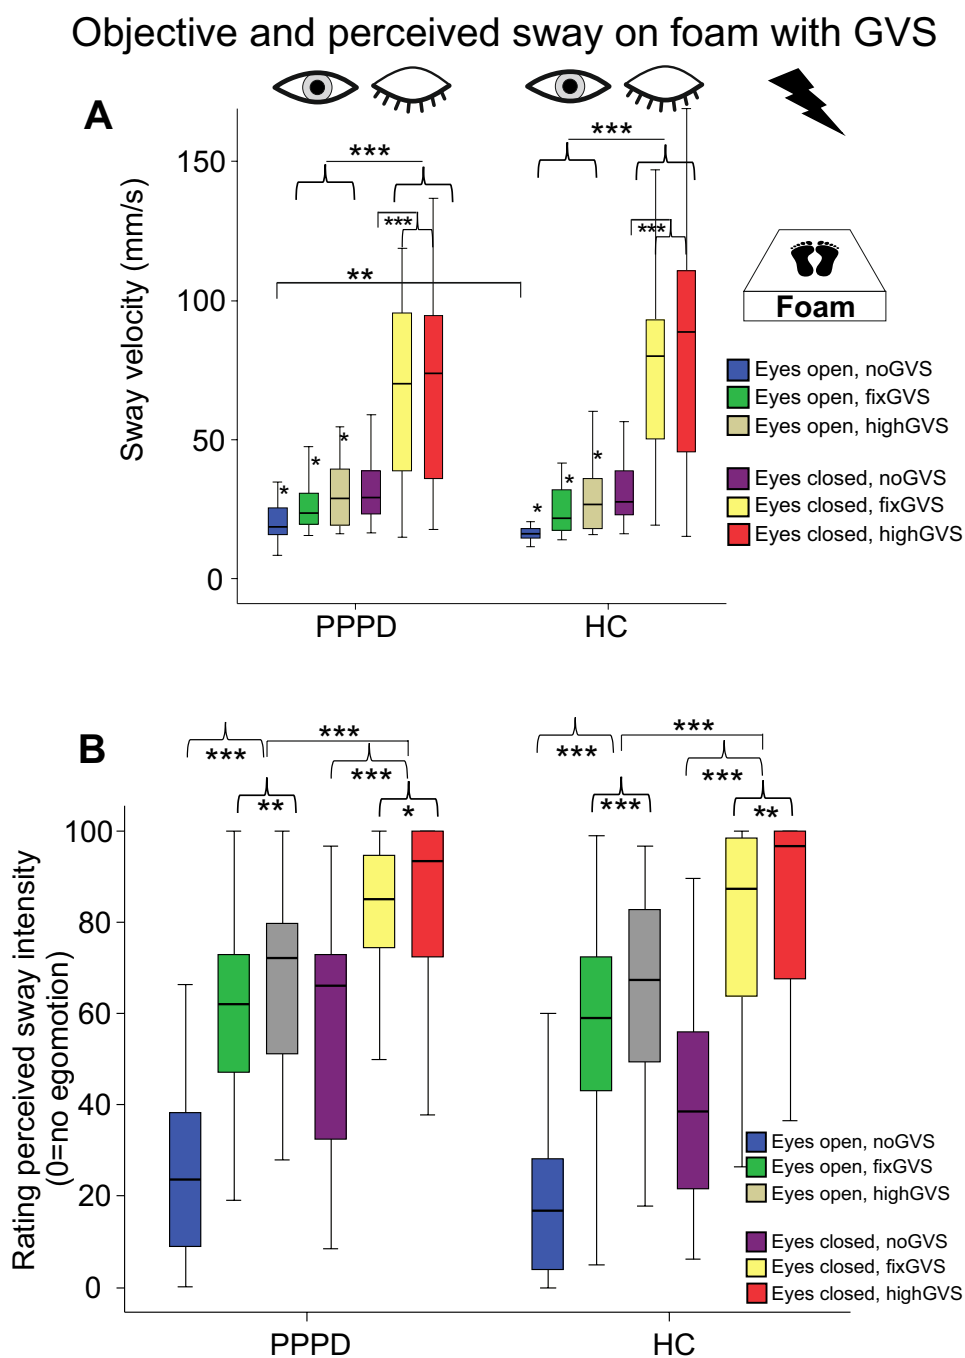 Objective and perceived sway on foam with GVS
A
***
***
150
***
***
**
100
50
0
*
*
*
*
*
*
Sway velocity (mm/s)
PPPD
HC
Foam
Eyes open, noGVS
Eyes open, fixGVS
Eyes open, highGVS
Eyes closed, noGVS
Eyes closed, fixGVS
Eyes closed, highGVS
B
***
***
***
**
*
***
***
***
***
**
100
80
60
40
20
0
Rating perceived sway intensity
(0=no egomotion)
PPPD
HC
Eyes open, noGVS
Eyes open, fixGVS
Eyes open, highGVS
Eyes closed, noGVS
Eyes closed, fixGVS
Eyes closed, highGVS